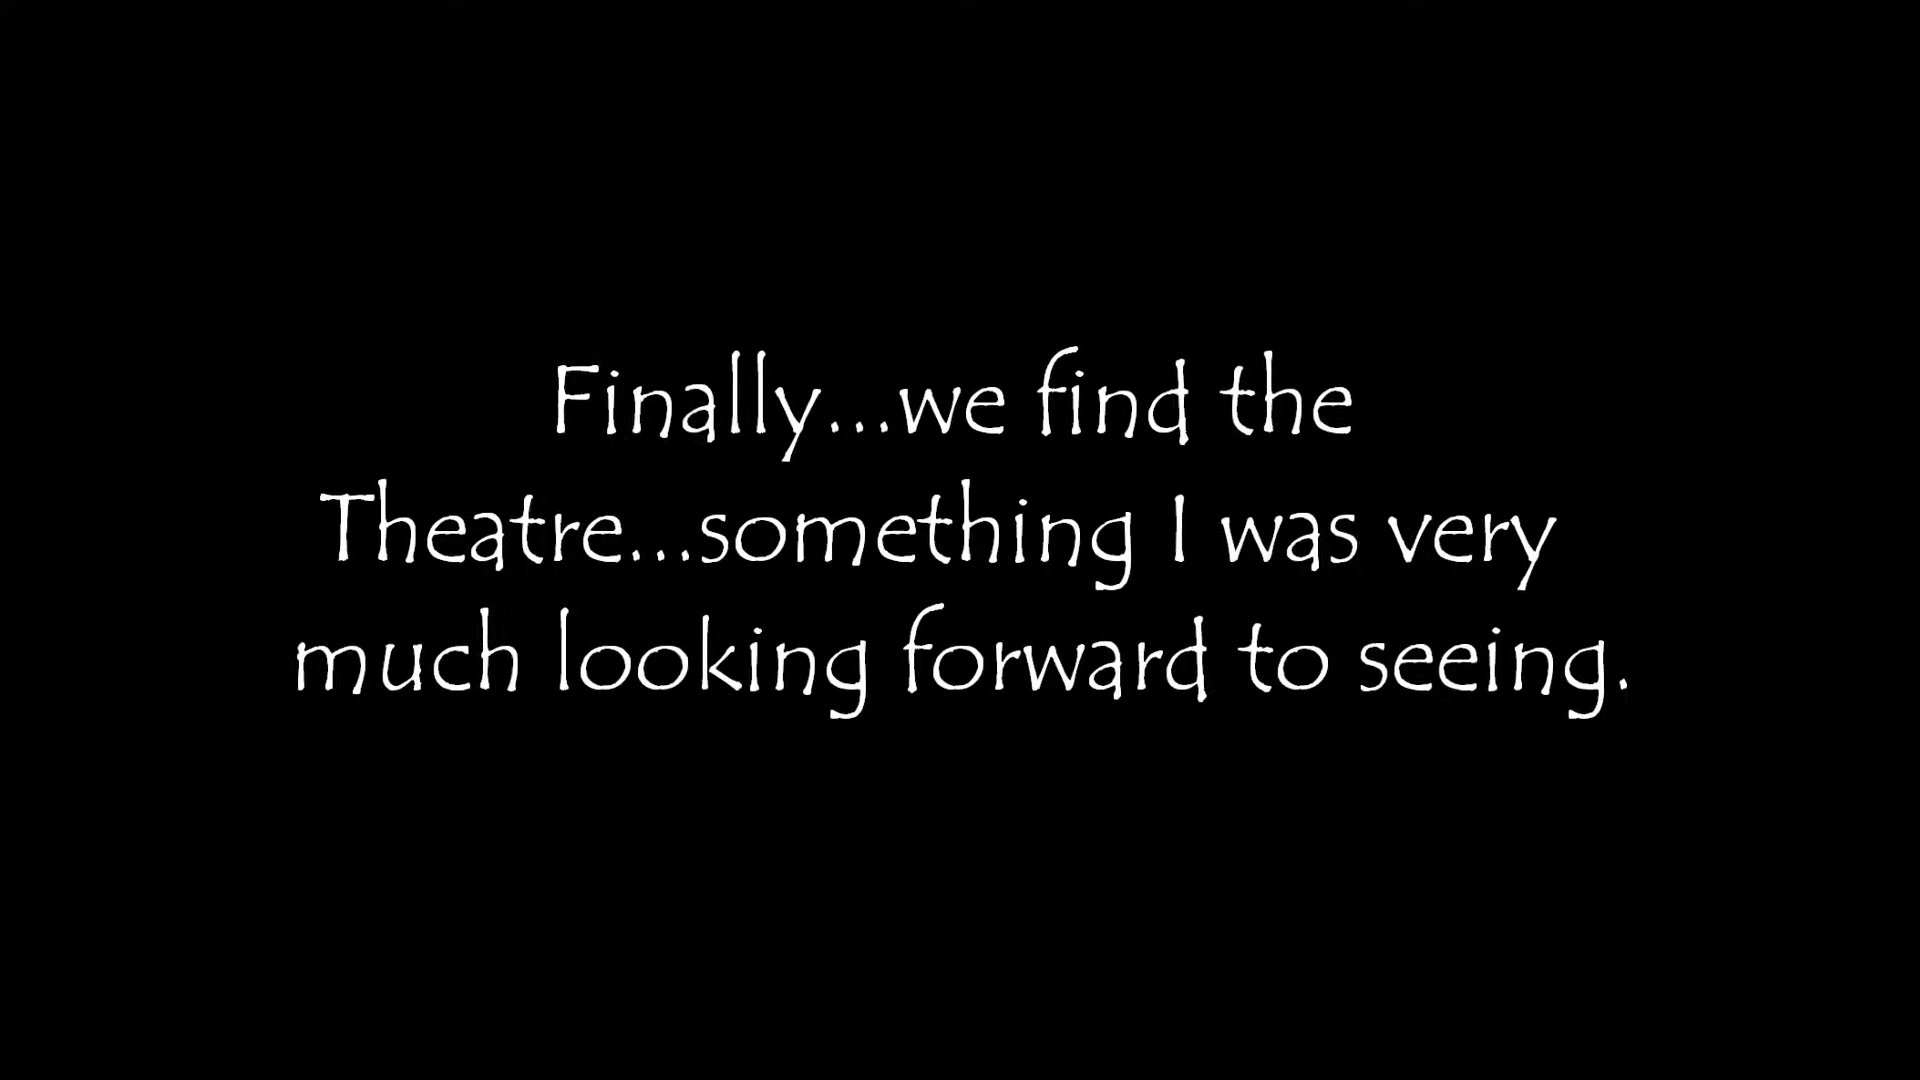 Finally...we find the
Theatre...something I was very
much looking forward to seeing.